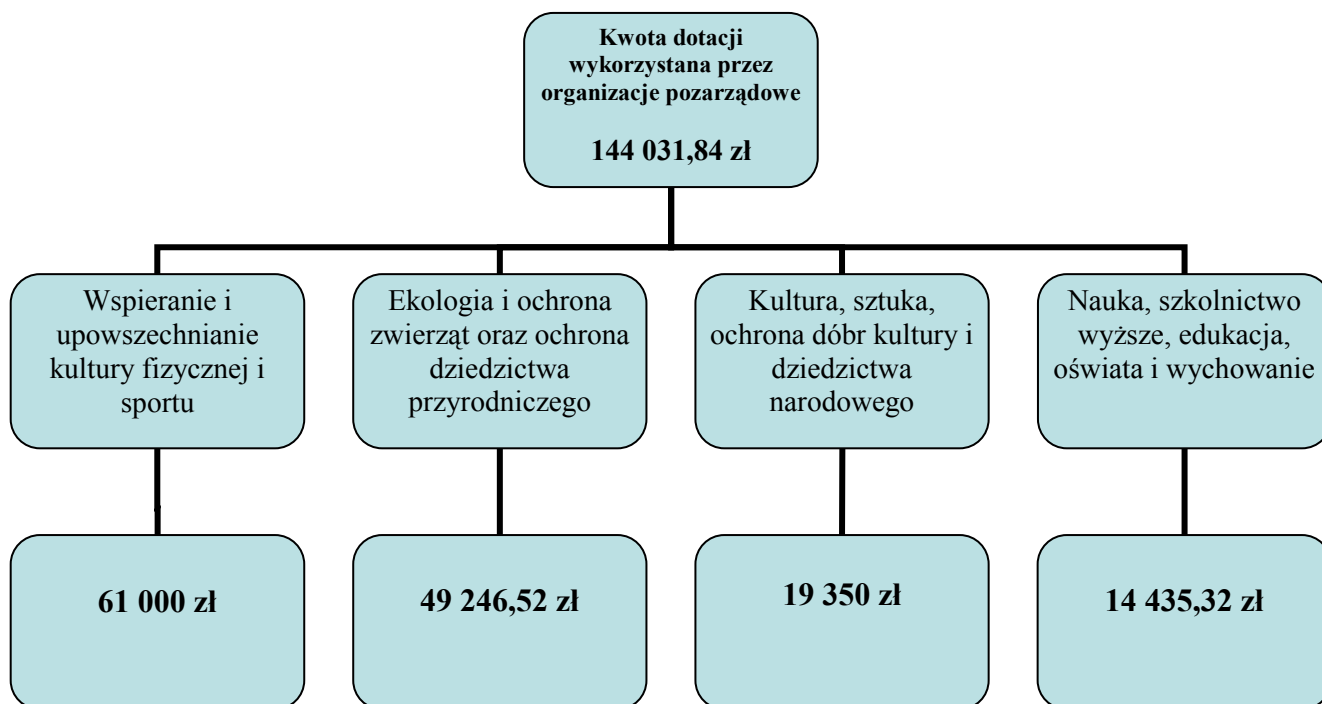 Kwota dotacji
wykorzystana przez
organizacje pozarządowe
144 031,84 zł
Wspieranie i
upowszechnianie
kultury fizycznej i
sportu
Ekologia i ochrona
zwierząt oraz ochrona
dziedzictwa
przyrodniczego
Kultura, sztuka,
ochrona dóbr kultury i
dziedzictwa
narodowego
Nauka, szkolnictwo
wyższe, edukacja,
oświata i wychowanie
61 000 zł
49 246,52 zł
19 350 zł
14 435,32 zł